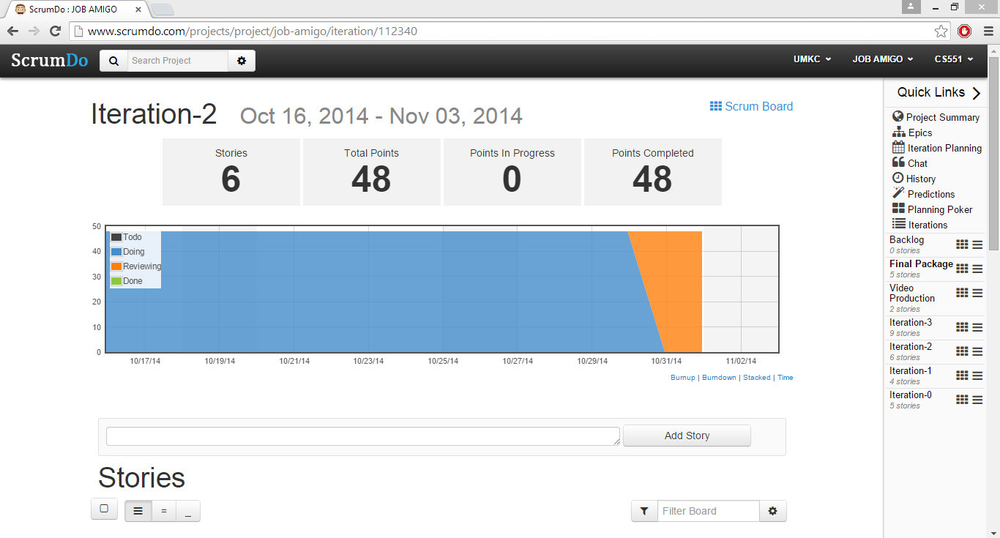 ScrumDo : JOB AMIGO
www.scrumdo.com/projects/project/job-amigo/iteration/112340
ScrumDo Search Project UMKC JOB AMIGO CS551
Iteration-2 Oct 16, 2014 - Nov 03, 2014
Scrum Board
Stories Total Points Points In Progress Points Completed
6 48 0 48
50
40
30
20
10
0
Todo
Doing
Reviewing
Done
10/17/14 10/19/14 10/21/14 10/23/14 10/25/14 10/27/14 10/29/14 10/31/14 11/02/14
Burnup | Burndown | Stacked | Time
Add Story
Stories
= _
Filter Board
Quick Links
Project Summary
Epics
Iteration Planning
Chat
History
Predictions
Planning Poker
Iterations
Backlog
0 stories
Final Package
5 stories
Video
Production
2 stories
Iteration-3
9 stories
Iteration-2
6 stories
Iteration-1
4 stories
Iteration-0
5 stories